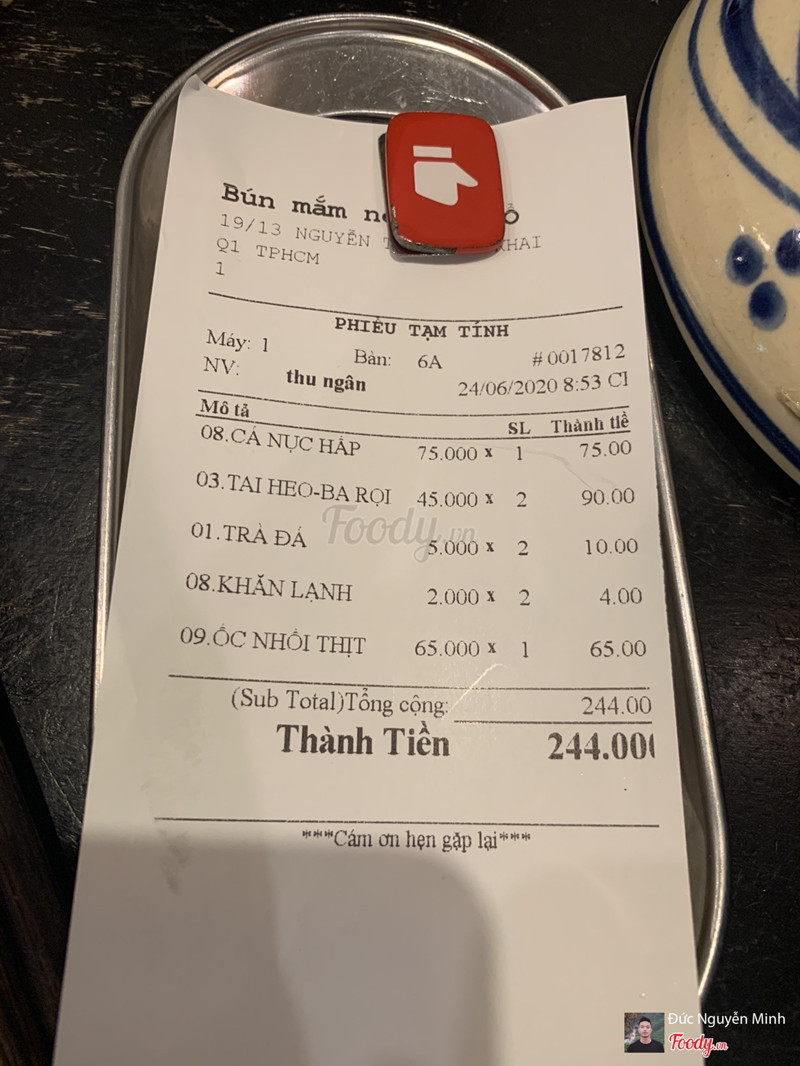 Bún mắm
19/13 NGUYỄN
Q1 TPHCM
1
PHIẾU TẠM TÍNH
Máy: 1 Bàn: 6A #0017812
NV: thu ngân 24/06/2020 8:53 CI
Mô tả SL Thành tiề
08.CÁ NỤC HẤP 75.000 x 1 75.00
03.TAI HEO-BA RỌI 45.000 x 2 90.00
Foody.vn
01.TRÀ ĐÁ 5.000 x 2 10.00
08.KHĂN LẠNH 2.000 x 2 4.00
09.ỐC NHỒI THỊT 65.000 x 1 65.00
(Sub Total)Tổng cộng: 244.00
Thành Tiền 244.000
***Cám ơn hẹn gặp lại***
Đức Nguyễn Minh
Foody.vn